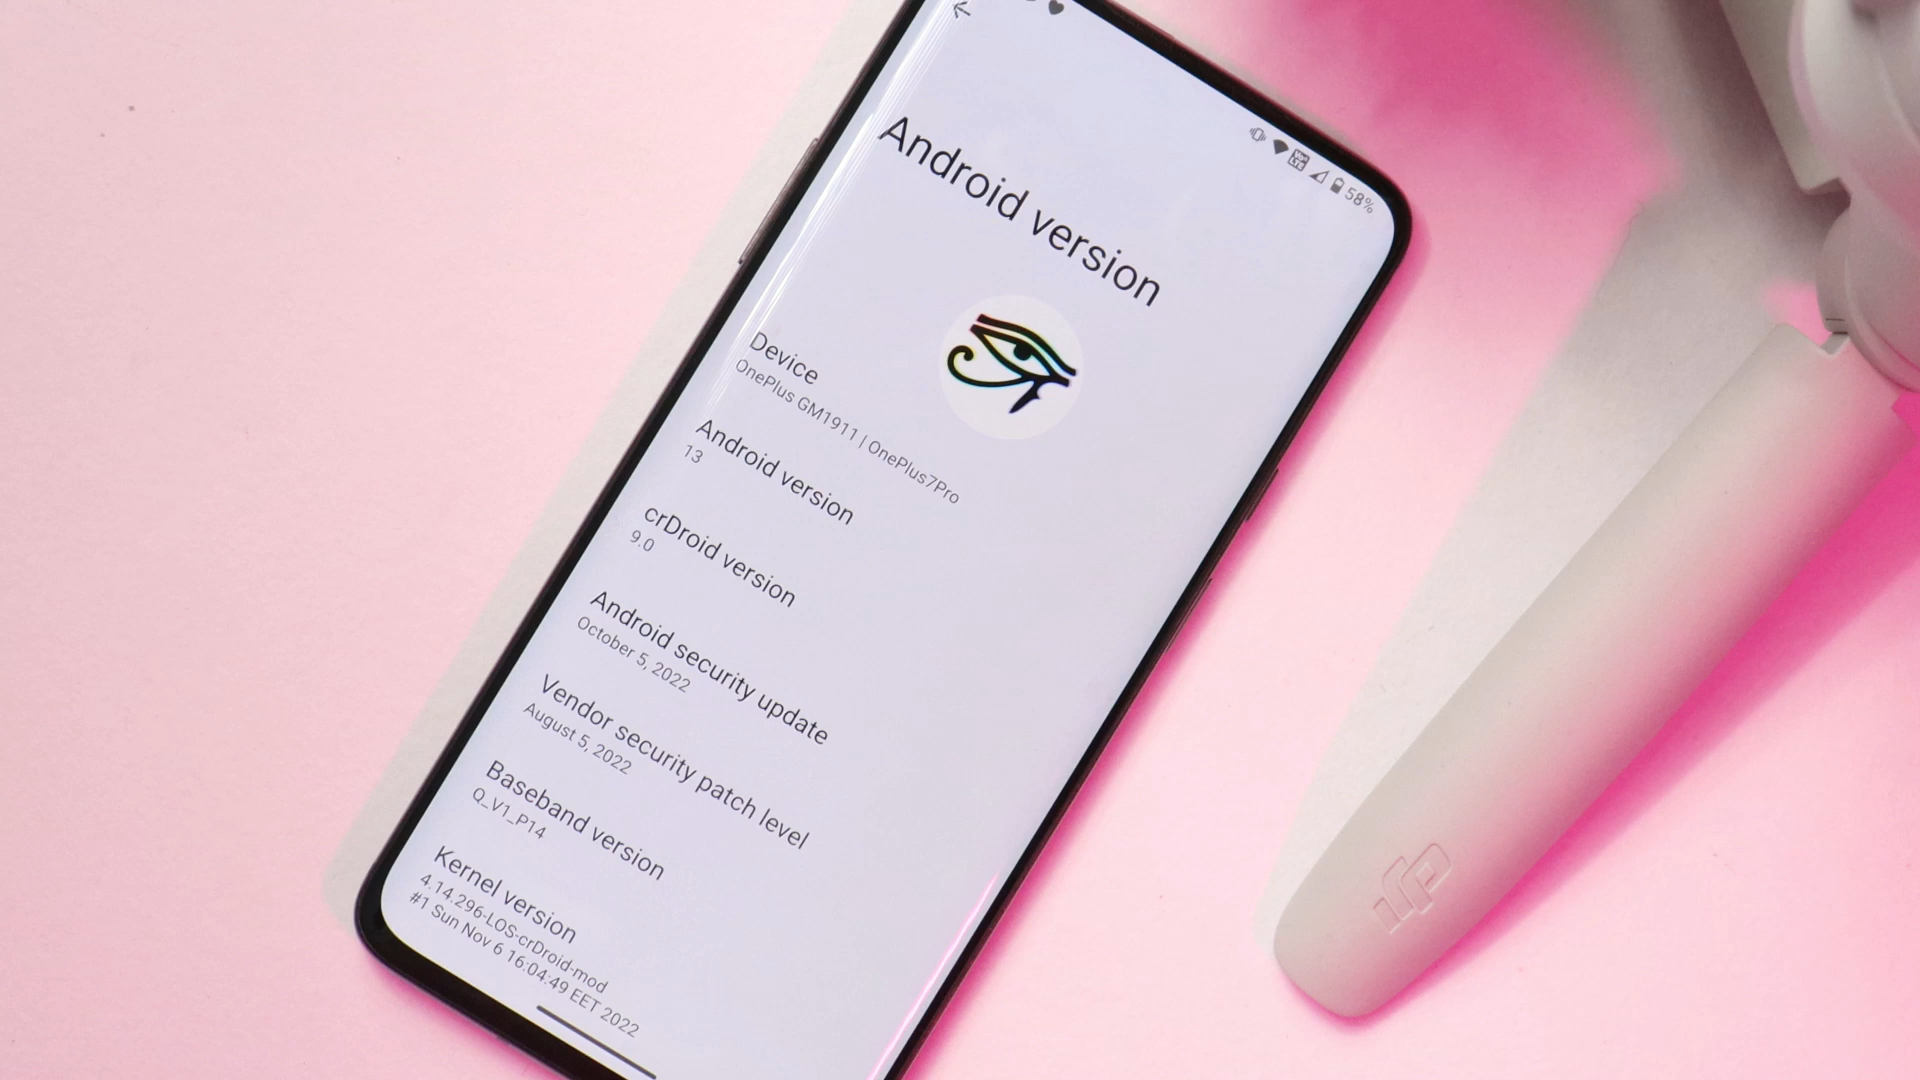 58%
Android version
Device
OnePlus GM1911 | OnePlus7Pro
Android version
13
crDroid version
9.0
Android security update
October 5, 2022
Vendor security patch level
August 5, 2022
Baseband version
Q_V1_P14
Kernel version
4.14.296-LOS-crDroid-mod
#1 Sun Nov 6 16:04:49 EET 2022
dji